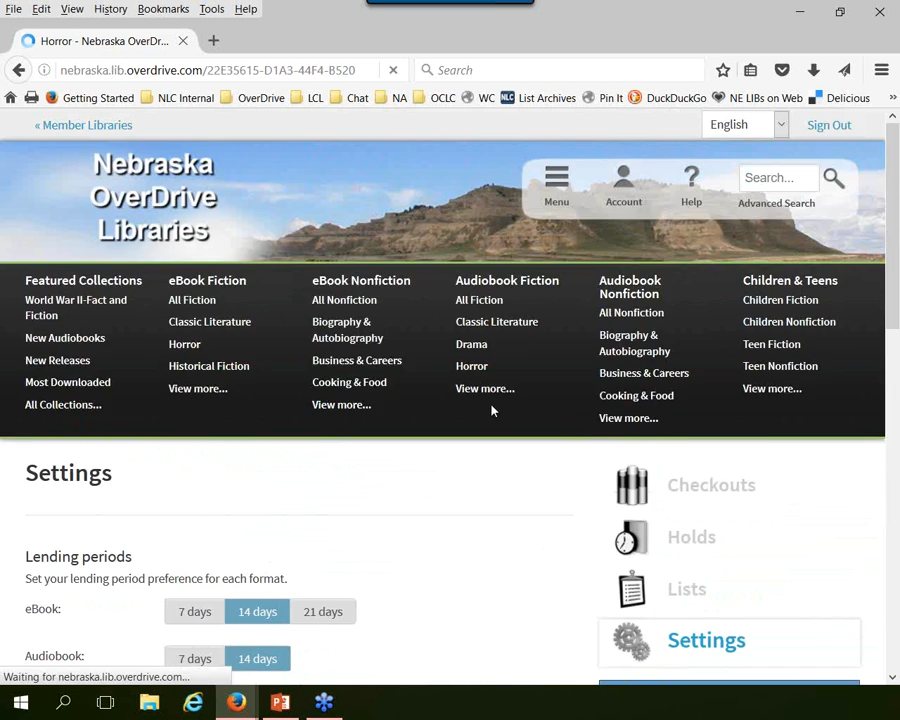 File Edit View History Bookmarks Tools Help
Horror - Nebraska OverDr...
nebraska.lib.overdrive.com/22E35615-D1A3-44F4-B520
Search
Getting Started NLC Internal OverDrive LCL Chat NA OCLC WC NLC List Archives Pin It DuckDuckGo NE LIBs on Web Delicious
« Member Libraries
English
Sign Out
Nebraska
OverDrive
Libraries
Menu
Account
Help
Search...
Advanced Search
Featured Collections
World War II-Fact and
Fiction
New Audiobooks
New Releases
Most Downloaded
All Collections...
eBook Fiction
All Fiction
Classic Literature
Horror
Historical Fiction
View more...
eBook Nonfiction
All Nonfiction
Biography &
Autobiography
Business & Careers
Cooking & Food
View more...
Audiobook Fiction
All Fiction
Classic Literature
Drama
Horror
View more...
Audiobook
Nonfiction
All Nonfiction
Biography &
Autobiography
Business & Careers
Cooking & Food
View more...
Children & Teens
Children Fiction
Children Nonfiction
Teen Fiction
Teen Nonfiction
View more...
Settings
Lending periods
Set your lending period preference for each format.
eBook: 7 days 14 days 21 days
Audiobook: 7 days 14 days
Checkouts
Holds
Lists
Settings
Waiting for nebraska.lib.overdrive.com...